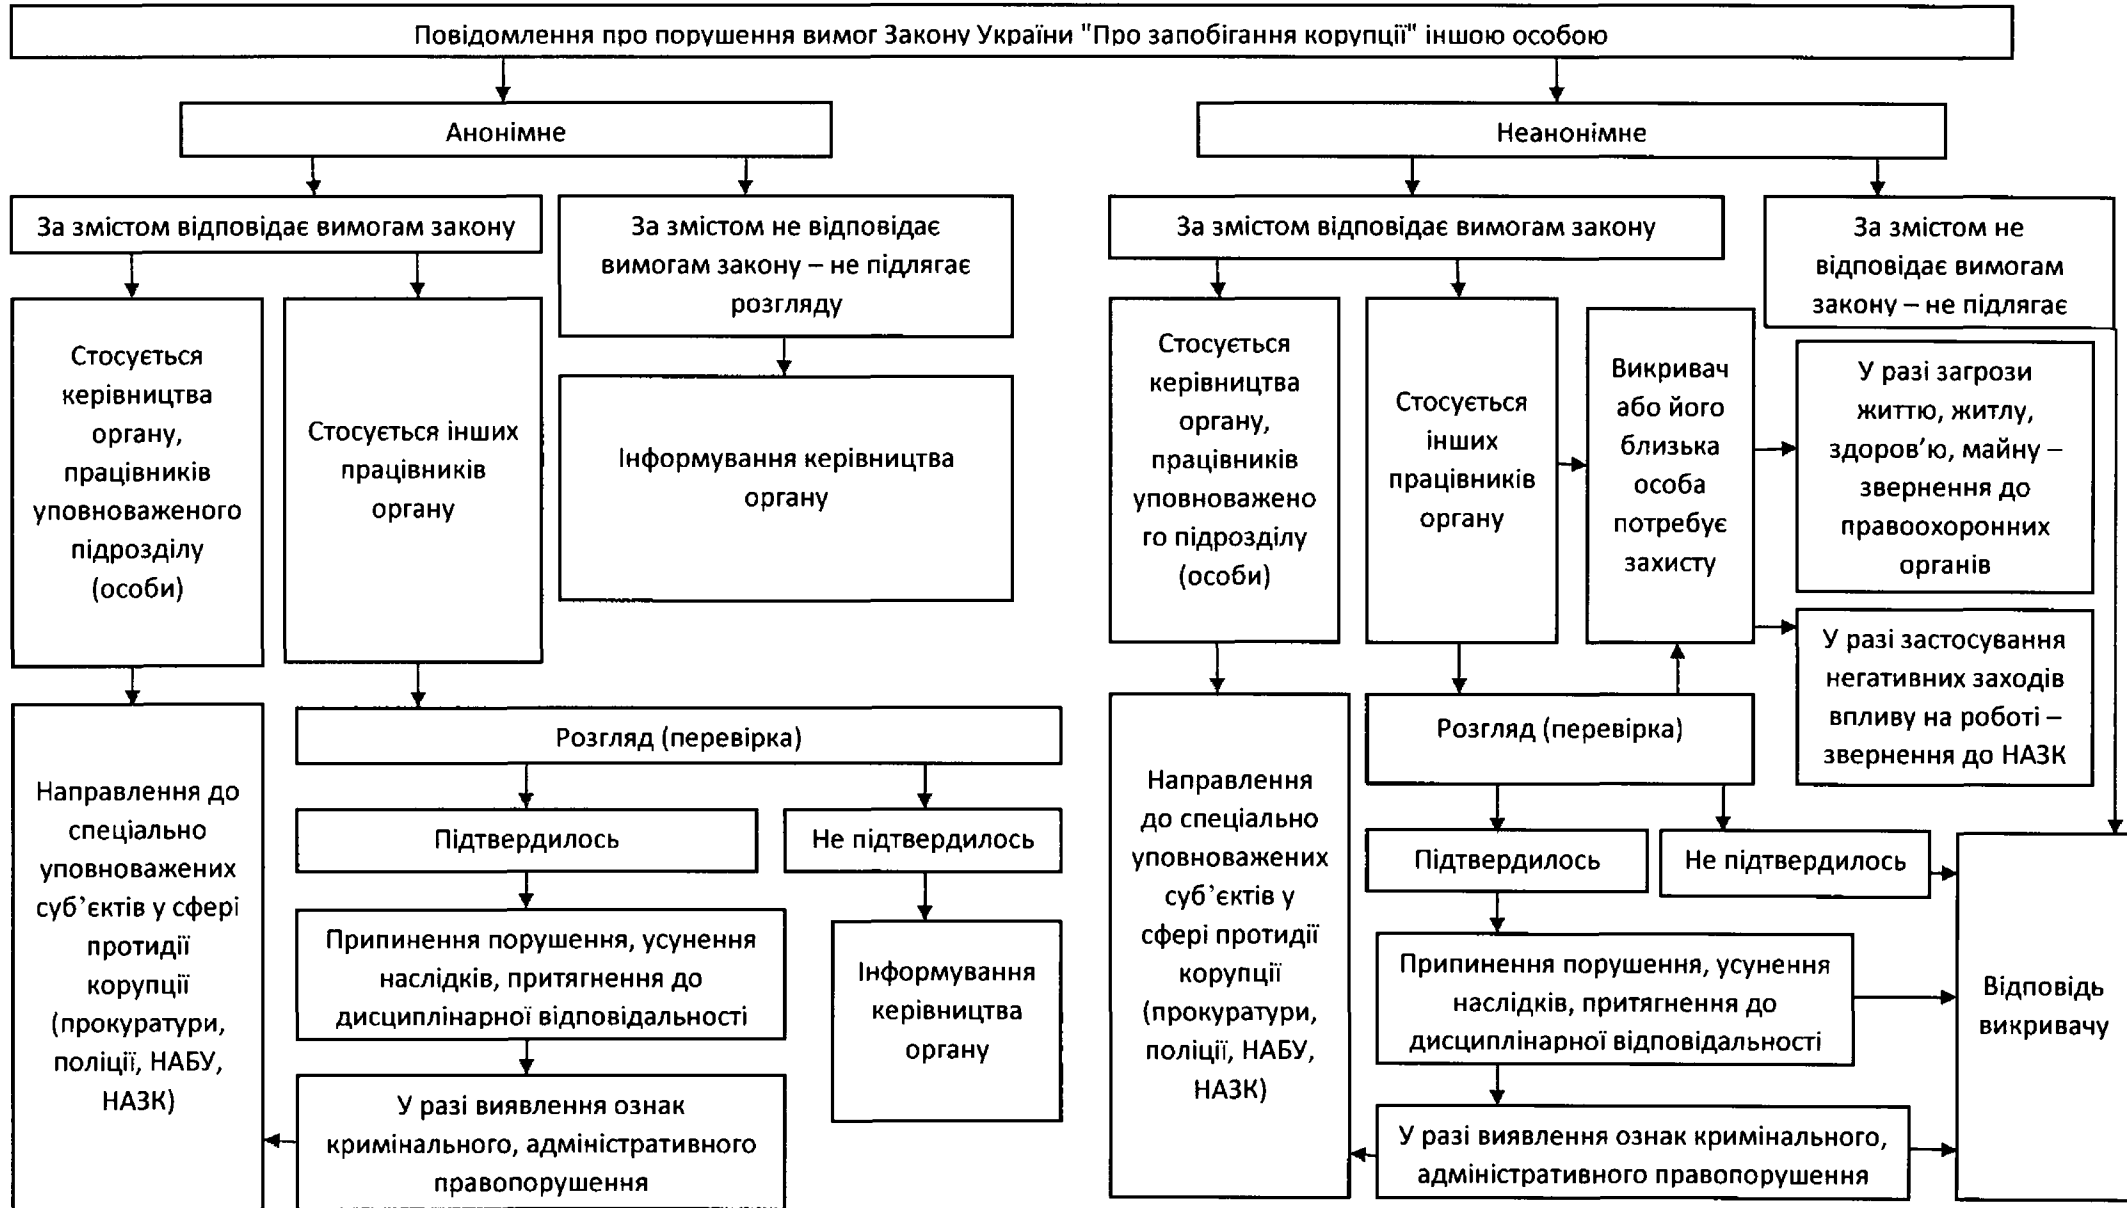 Повідомлення про порушення вимог Закону України "Про запобігання корупції" іншою особою
Анонімне
За змістом відповідає вимогам закону
За змістом не відповідає
вимогам закону – не підлягає
розгляду
Стосується
керівництва
органу,
працівників
уповноваженого
підрозділу
(особи)
Стосується інших
працівників
органу
Інформування керівництва
органу
Направлення до
спеціально
уповноважених
суб’єктів у сфері
протидії
корупції
(прокуратури,
поліції, НАБУ,
НАЗК)
Розгляд (перевірка)
Підтвердилось
Не підтвердилось
Припинення порушення, усунення
наслідків, притягнення до
дисциплінарної відповідальності
Інформування
керівництва
органу
У разі виявлення ознак
кримінального, адміністративного
правопорушення
Неанонімне
За змістом відповідає вимогам закону
За змістом не
відповідає вимогам
закону – не підлягає
Стосується
керівництва
органу,
працівників
уповноважено
го підрозділу
(особи)
Стосується
інших
працівників
органу
Викривач
або його
близька
особа
потребує
захисту
У разі загрози
життю, житлу,
здоров’ю, майну –
звернення до
правоохоронних
органів
У разі застосування
негативних заходів
впливу на роботі –
звернення до НАЗК
Направлення
до спеціально
уповноважених
суб’єктів у
сфері протидії
корупції
(прокуратури,
поліції, НАБУ,
НАЗК)
Розгляд (перевірка)
Підтвердилось
Не підтвердилось
Припинення порушення, усунення
наслідків, притягнення до
дисциплінарної відповідальності
У разі виявлення ознак кримінального,
адміністративного правопорушення
Відповідь
викривачу